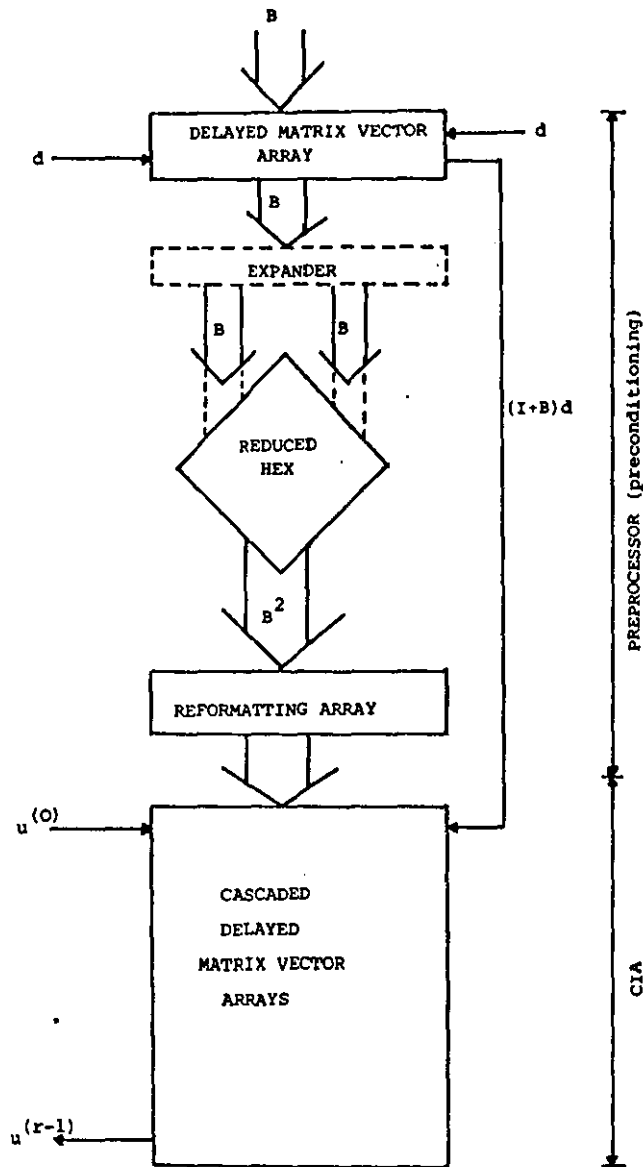 B
DELAYED MATRIX VECTOR
ARRAY
d
d
B
EXPANDER
B
B
(I+B)d
REDUCED
HEX
B²
REFORMATTING ARRAY
PREPROCESSOR (preconditioning)
u^(O)
CASCADED
DELAYED
MATRIX VECTOR
ARRAYS
CIA
u^(r-1)